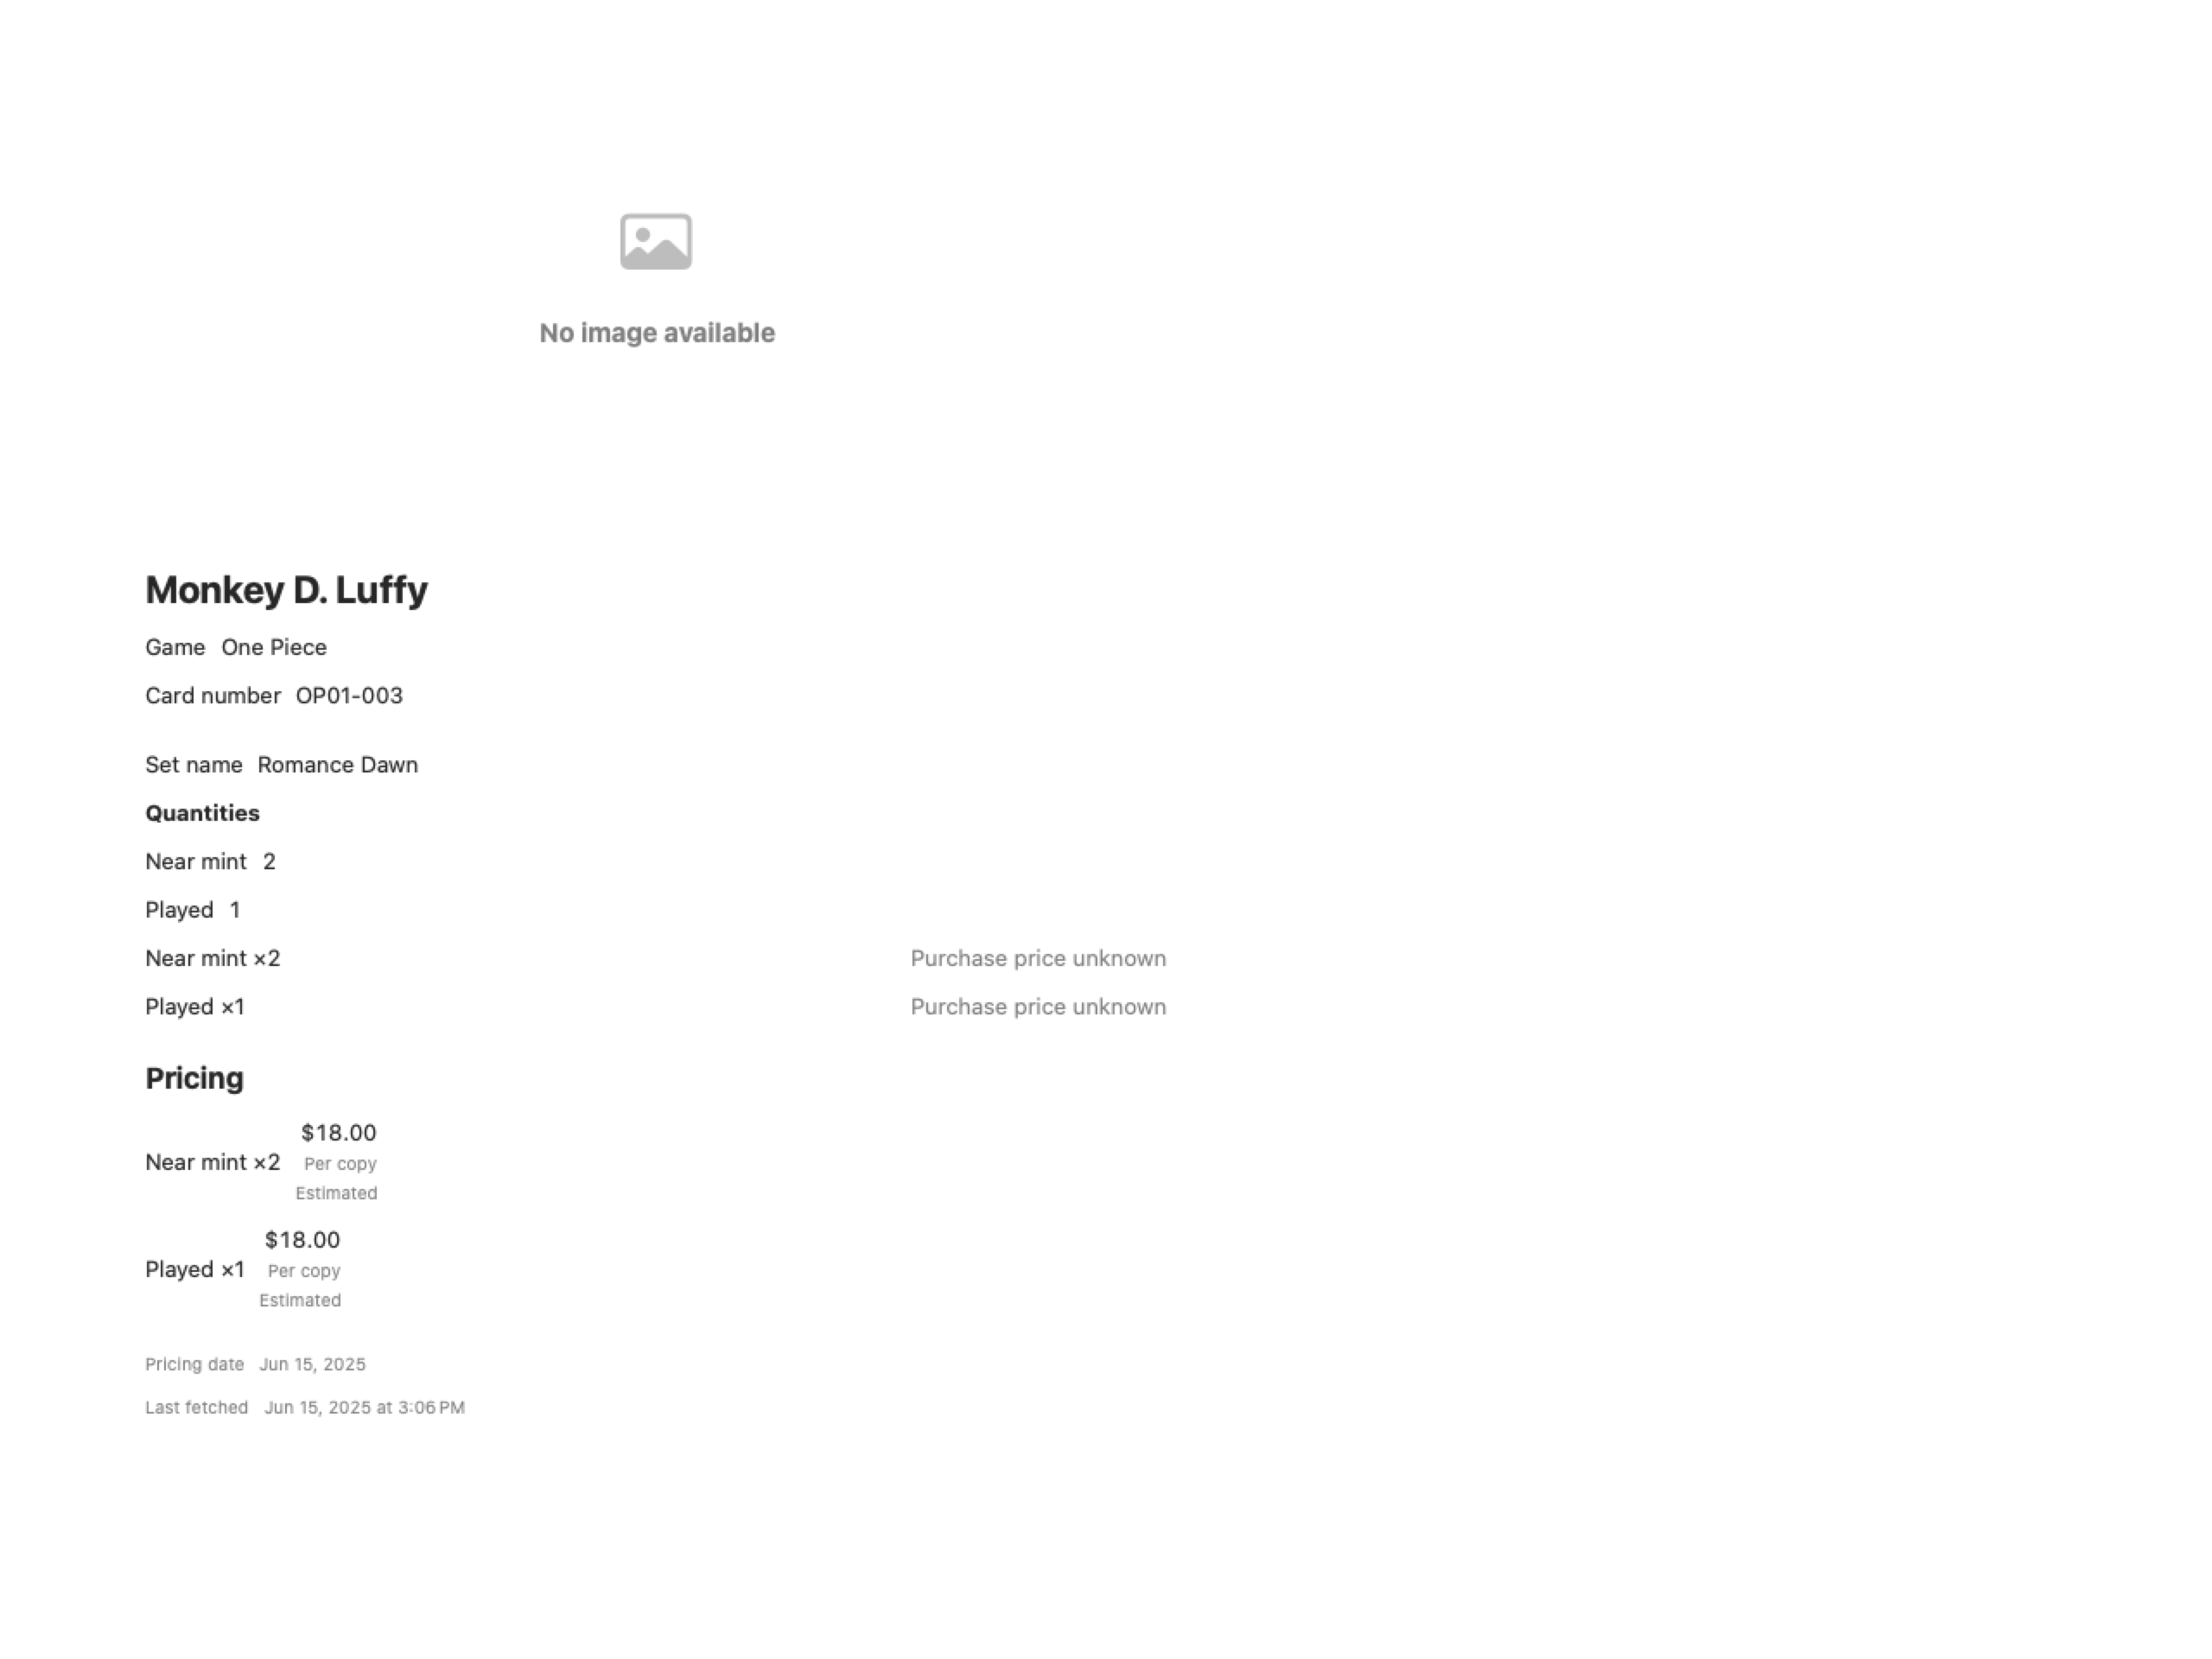 No image available
Monkey D. Luffy
Game One Piece
Card number OP01-003
Set name Romance Dawn
Quantities
Near mint 2
Played 1
Near mint ×2 Purchase price unknown
Played ×1 Purchase price unknown
Pricing
$18.00
Near mint ×2 Per copy
Estimated
$18.00
Played ×1 Per copy
Estimated
Pricing date Jun 15, 2025
Last fetched Jun 15, 2025 at 3:06 PM